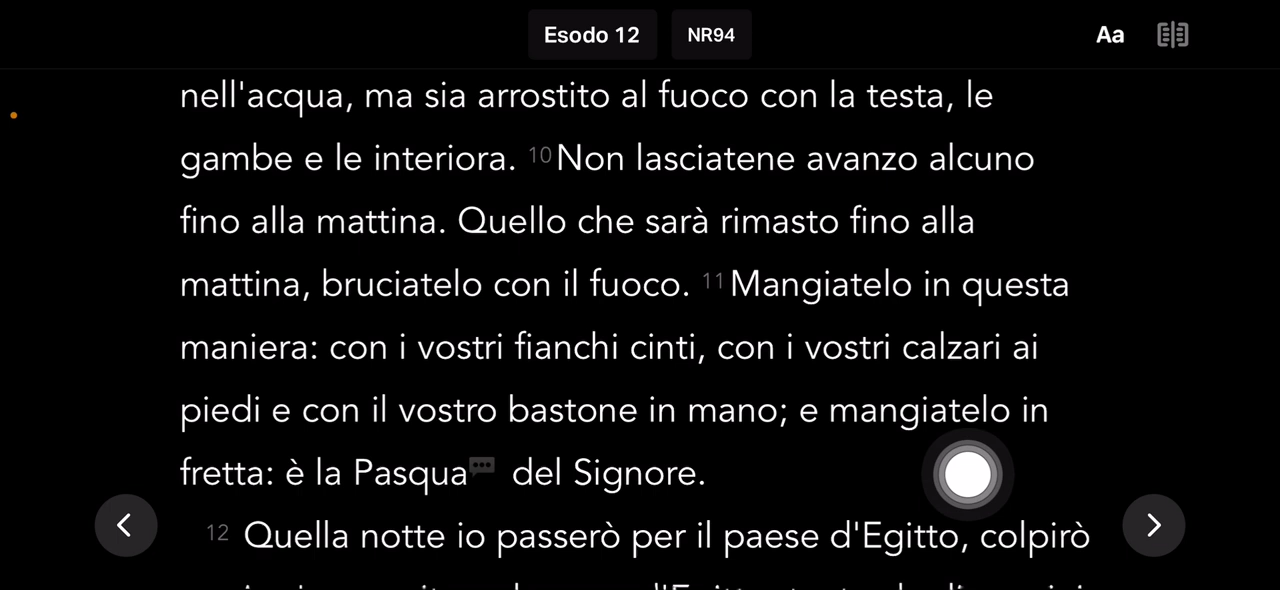 Esodo 12 NR94 Aa
nell'acqua, ma sia arrostito al fuoco con la testa, le
gambe e le interiora. 10 Non lasciatene avanzo alcuno
fino alla mattina. Quello che sarà rimasto fino alla
mattina, bruciatelo con il fuoco. 11 Mangiatelo in questa
maniera: con i vostri fianchi cinti, con i vostri calzari ai
piedi e con il vostro bastone in mano; e mangiatelo in
fretta: è la Pasqua del Signore.
12 Quella notte io passerò per il paese d'Egitto, colpirò